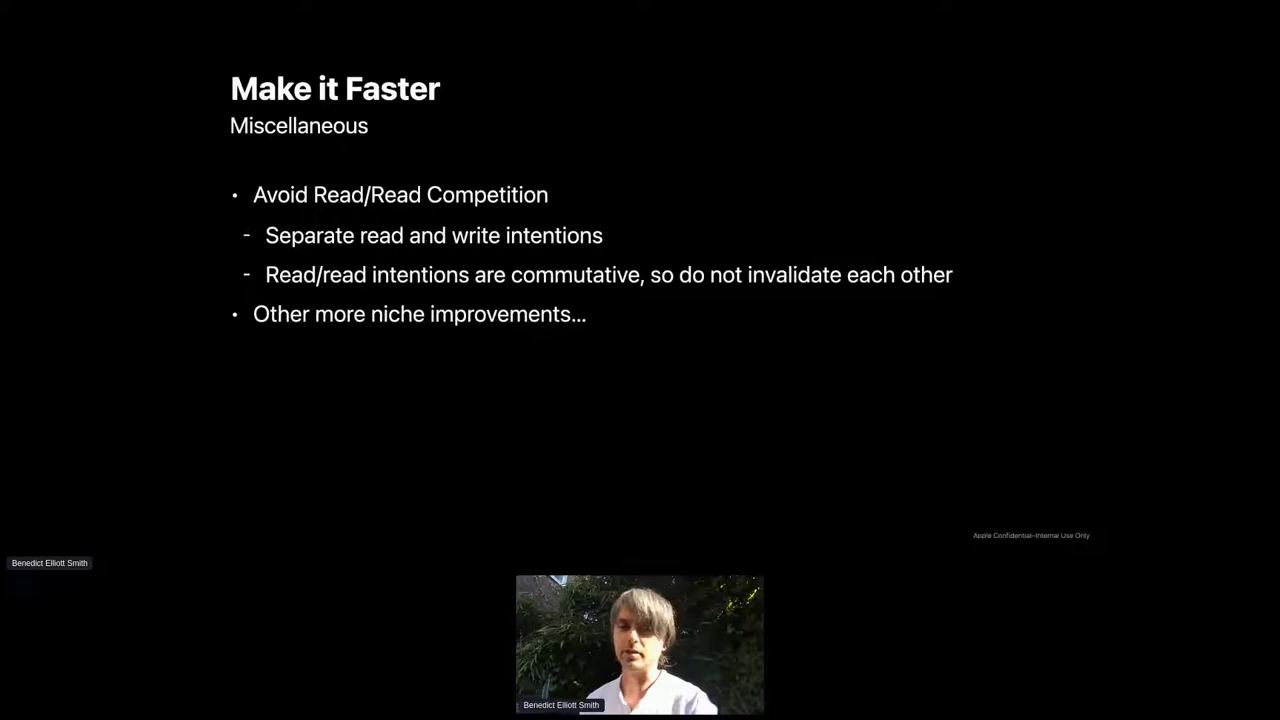 Make it Faster
Miscellaneous
• Avoid Read/Read Competition
- Separate read and write intentions
- Read/read intentions are commutative, so do not invalidate each other
• Other more niche improvements...
Apple Confidential–Internal Use Only
Benedict Elliott Smith
Benedict Elliott Smith